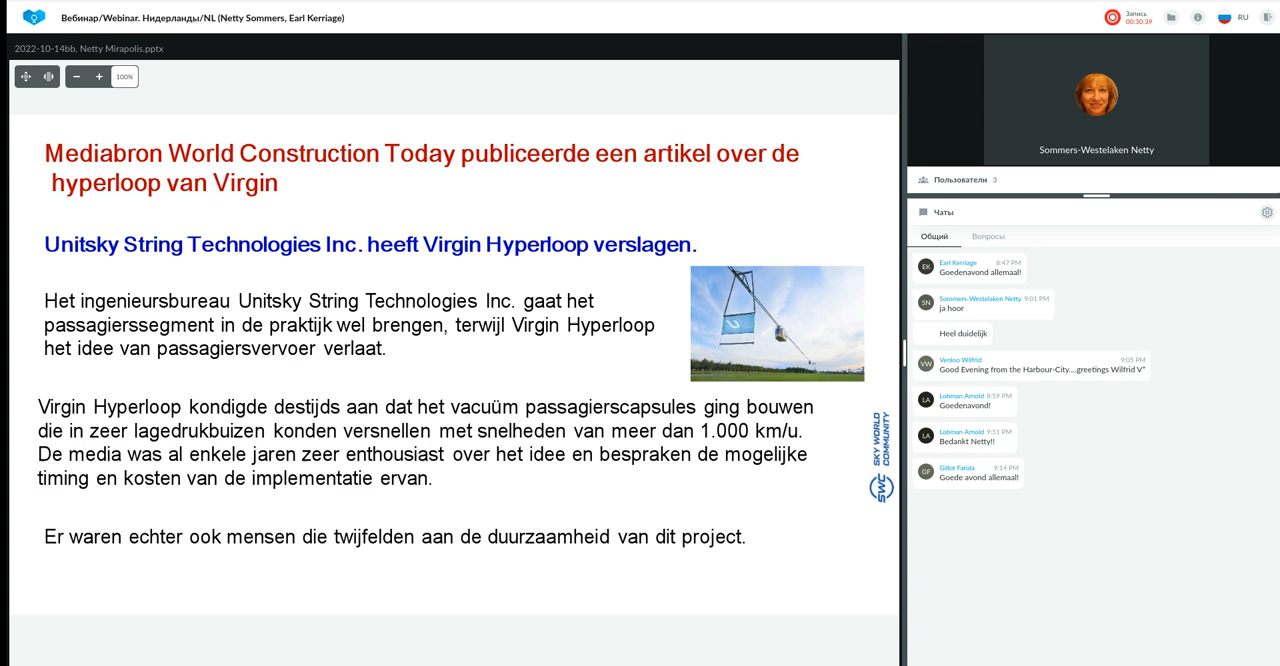 Вебинар/Webinar. Нидерланды/NL (Netty Sommers, Earl Kerriage)
Запись
00:30:39
RU
2022-10-14bb, Netty Mirapolis.pptx
100%
Mediabron World Construction Today publiceerde een artikel over de
hyperloop van Virgin
Unitsky String Technologies Inc. heeft Virgin Hyperloop verslagen.
Het ingenieursbureau Unitsky String Technologies Inc. gaat het
passagierssegment in de praktijk wel brengen, terwijl Virgin Hyperloop
het idee van passagiersvervoer verlaat.
Virgin Hyperloop kondigde destijds aan dat het vacuüm passagierscapsules ging bouwen
die in zeer lagedrukbuizen konden versnellen met snelheden van meer dan 1.000 km/u.
De media was al enkele jaren zeer enthousiast over het idee en bespraken de mogelijke
timing en kosten van de implementatie ervan.
Er waren echter ook mensen die twijfelden aan de duurzaamheid van dit project.
SWC
SKY WORLD
COMMUNITY
Sommers-Westelaken Netty
Пользователи 3
Чаты
Общий
Вопросы
EK
Earl Kerriage 8:47 PM
Goedenavond allemaal!
SN
Sommers-Westelaken Netty 9:01 PM
ja hoor
Heel duidelijk
VW
Venloo Wilfrid 9:05 PM
Good Evening from the Harbour-City....greetings Wilfrid V"
LA
Lobman Arnold 8:59 PM
Goedenavond!
LA
Lobman Arnold 9:51 PM
Bedankt Netty!!
GF
Gillot Farida 9:14 PM
Goede avond allemaal!